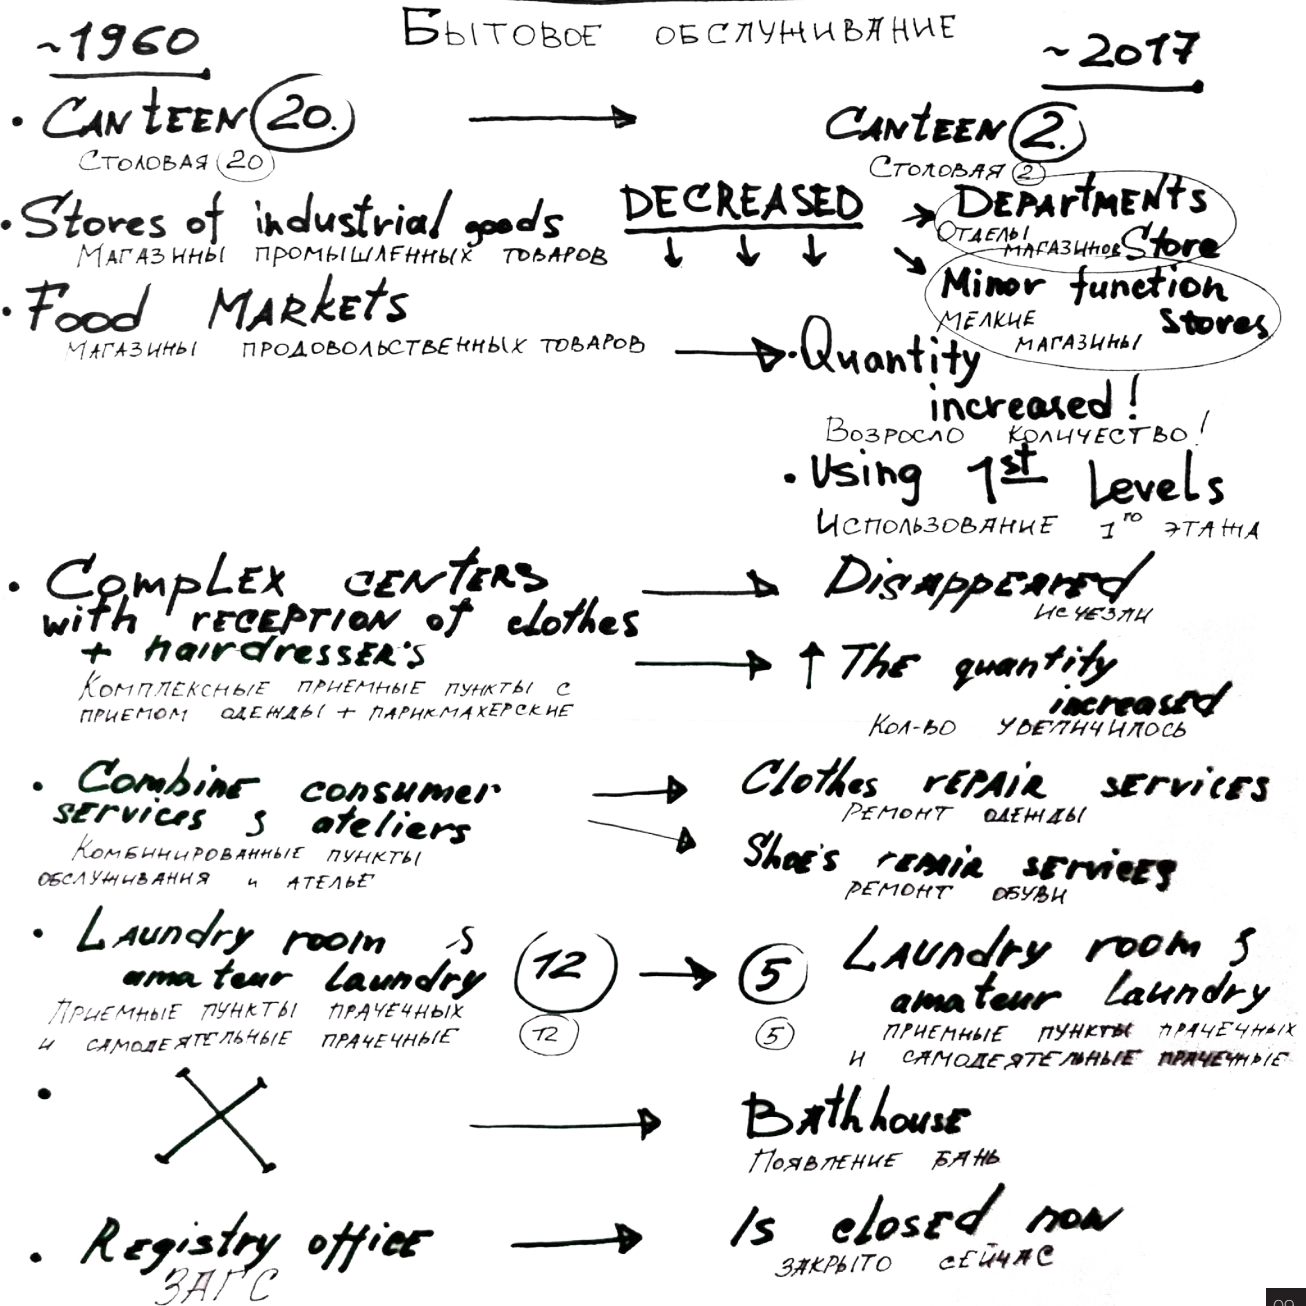 Бытовое обслуживание
~1960
~2017
• Canteen 20.
Столовая 20
Canteen 2.
Столовая 2
• Stores of industrial goods
Магазины промышленных товаров
DECREASED
Departments
Store
Отделы
магазинов
Minor function
Stores
мелкие
магазины
• Food Markets
Магазины продовольственных товаров
• Quantity
increased!
Возросло количество!
• Using 1st Levels
Использование 1го этажа
• Complex centers
with reception of clothes
+ hairdresser's
Комплексные приемные пункты с
приемом одежды + парикмахерские
Disappeared
исчезли
The quantity
increased
Кол-во увеличилось
• Combine consumer
services & ateliers
Комбинированные пункты
обслуживания и ателье
Clothes repair services
Ремонт одежды
Shoe's repair services
Ремонт обуви
• Laundry room &
amateur laundry
12
Приемные пункты прачечных
и самодеятельные прачечные
12
5
Laundry room &
amateur laundry
5
приемные пункты прачечных
и самодеятельные прачечные
•
Bathhouse
Появление бань
• Registry office
ЗАГС
Is closed now
закрыто сейчас